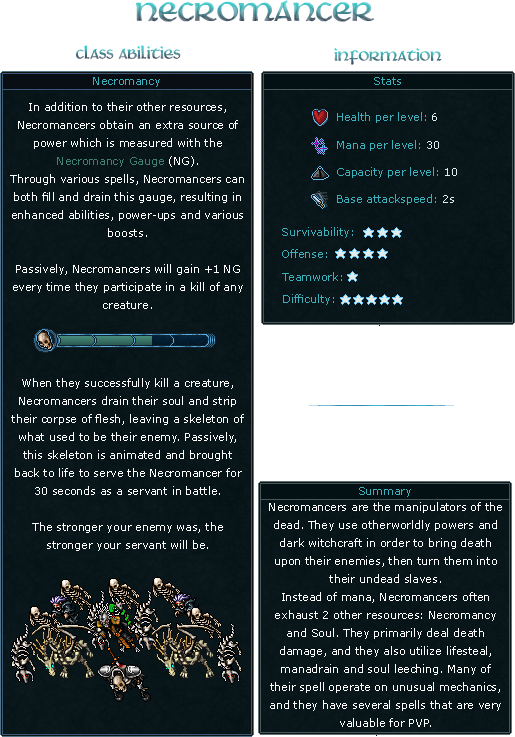 NECROMANCER
CLASS ABILITIES
Necromancy
In addition to their other resources,
Necromancers obtain an extra source of
power which is measured with the
Necromancy Gauge (NG).
Through various spells, Necromancers can
both fill and drain this gauge, resulting in
enhanced abilities, power-ups and various
boosts.
Passively, Necromancers will gain +1 NG
every time they participate in a kill of any
creature.
When they successfully kill a creature,
Necromancers drain their soul and strip
their corpse of flesh, leaving a skeleton of
what used to be their enemy. Passively,
this skeleton is animated and brought
back to life to serve the Necromancer for
30 seconds as a servant in battle.
The stronger your enemy was, the
stronger your servant will be.
INFORMATION
Stats
Health per level: 6
Mana per level: 30
Capacity per level: 10
Base attackspeed: 2s
Survivability:
Offense:
Teamwork:
Difficulty:
Summary
Necromancers are the manipulators of the
dead. They use otherworldly powers and
dark witchcraft in order to bring death
upon their enemies, then turn them into
their undead slaves.
Instead of mana, Necromancers often
exhaust 2 other resources: Necromancy
and Soul. They primarily deal death
damage, and they also utilize lifesteal,
manadrain and soul leeching. Many of
their spell operate on unusual mechanics,
and they have several spells that are very
valuable for PVP.